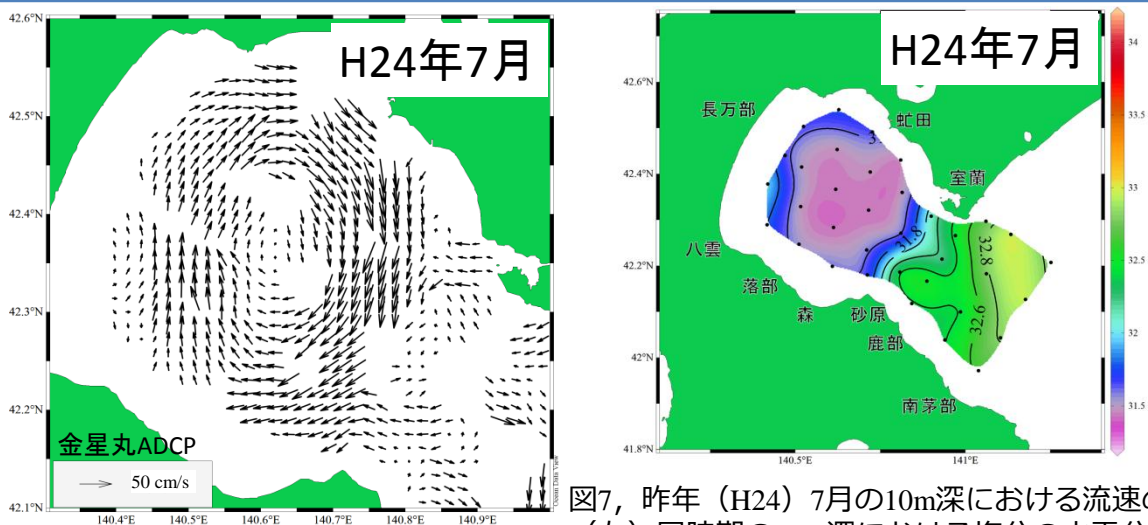 H24年7月
42.6°N
42.5°N
42.4°N
42.3°N
42.2°N
42.1°N
140.4°E 140.5°E 140.6°E 140.7°E 140.8°E 140.9°E
金星丸ADCP
50 cm/s
Ocean Data View
H24年7月
42.6°N
42.4°N
42.2°N
42°N
41.8°N
140.5°E 141°E
長万部
虻田
室蘭
八雲
落部
森
砂原
鹿部
南茅部
31.8
32.8
32.6
34
33.5
33
32.5
32
31.5
図7，昨年（H24）7月の10m深における流速の